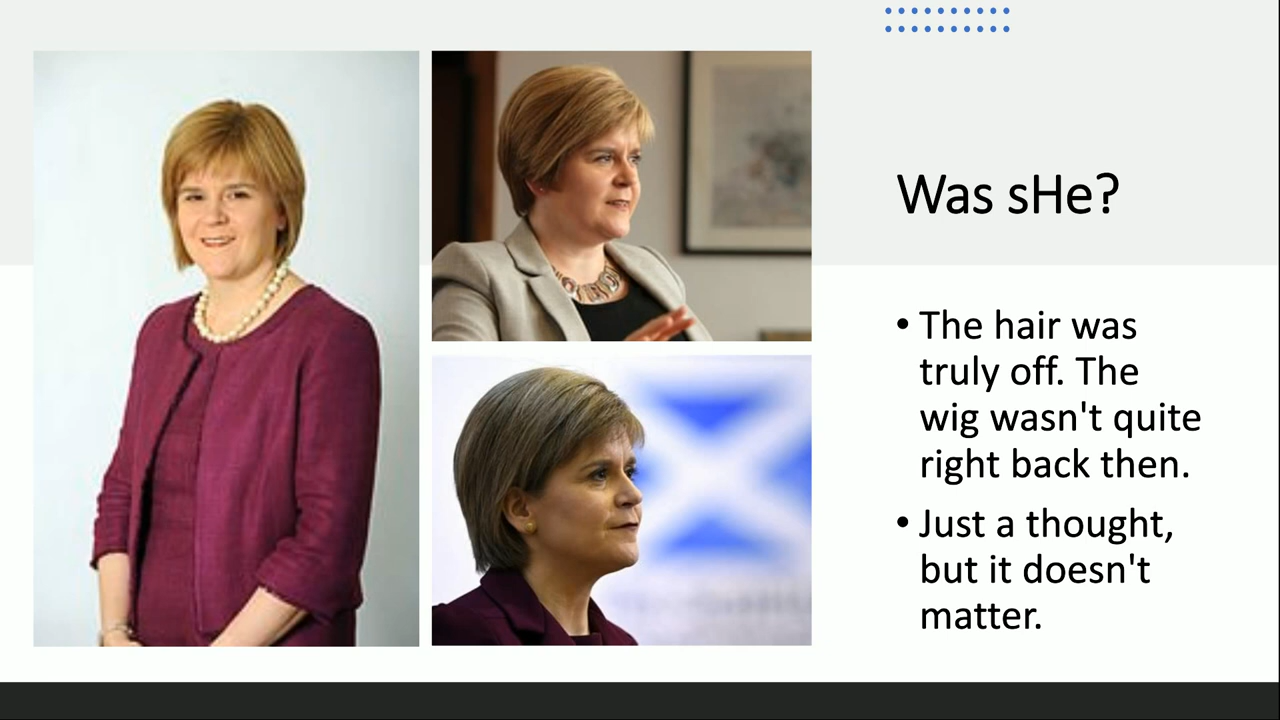 Was sHe?
• The hair was
truly off. The
wig wasn't quite
right back then.
• Just a thought,
but it doesn't
matter.